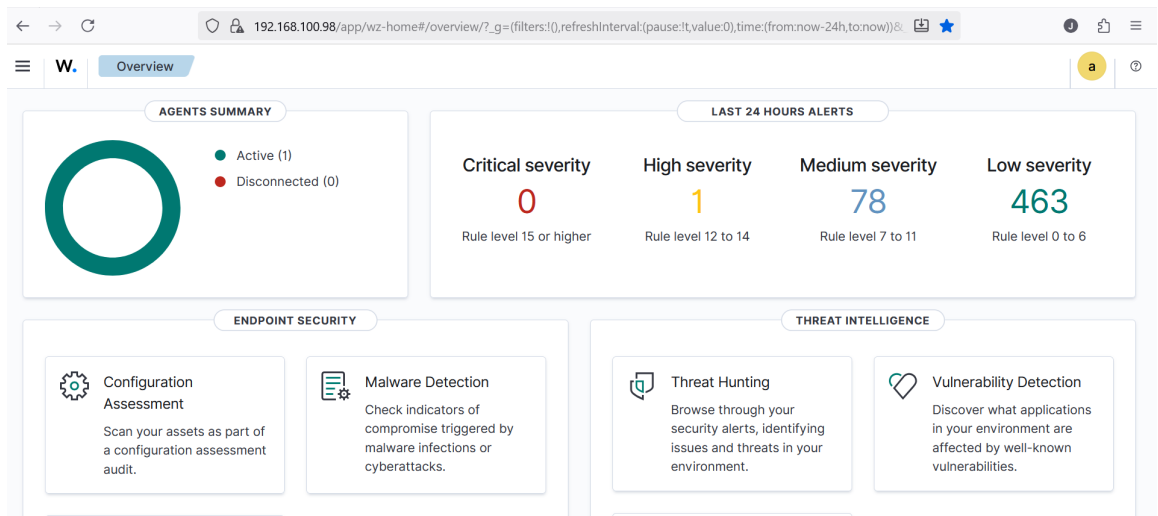 192.168.100.98/app/wz-home#/overview/?_g=(filters:!(),refreshInterval:(pause:!t,value:0),time:(from:now-24h,to:now))&
J
W.
Overview
a
AGENTS SUMMARY
Active (1)
Disconnected (0)
LAST 24 HOURS ALERTS
Critical severity
0
Rule level 15 or higher
High severity
1
Rule level 12 to 14
Medium severity
78
Rule level 7 to 11
Low severity
463
Rule level 0 to 6
ENDPOINT SECURITY
Configuration
Assessment
Scan your assets as part of
a configuration assessment
audit.
Malware Detection
Check indicators of
compromise triggered by
malware infections or
cyberattacks.
THREAT INTELLIGENCE
Threat Hunting
Browse through your
security alerts, identifying
issues and threats in your
environment.
Vulnerability Detection
Discover what applications
in your environment are
affected by well-known
vulnerabilities.